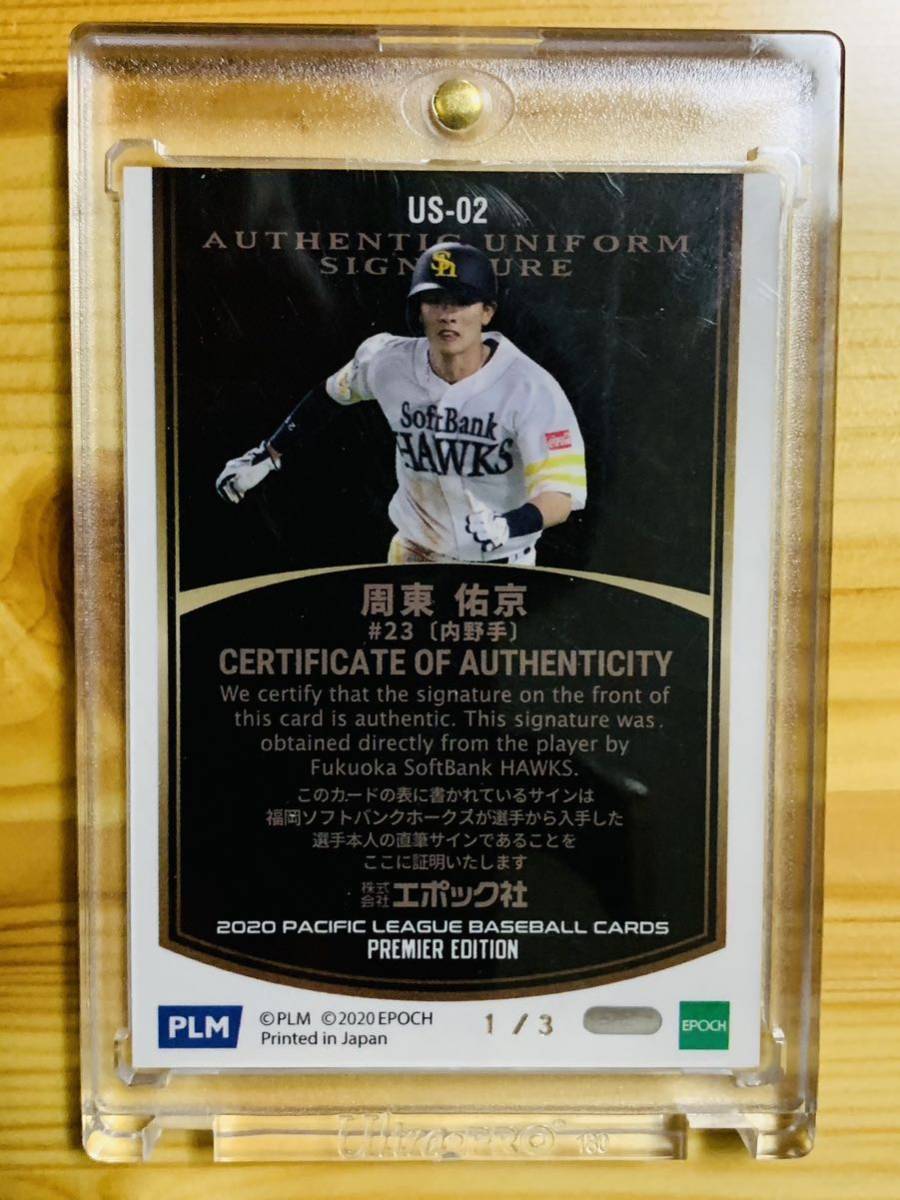 US-02
AUTHENTIC UNIFORM
SIGN URE
Sh
SoftBank
HAWKS
周東 佑京
#23〔内野手〕
CERTIFICATE OF AUTHENTICITY
We certify that the signature on the front of
this card is authentic. This signature was
obtained directly from the player by
Fukuoka SoftBank HAWKS.
このカードの表に書かれているサインは
福岡ソフトバンクホークスが選手から入手した
選手本人の直筆サインであることを
ここに証明いたします
株式会社エポック社
2020 PACIFIC LEAGUE BASEBALL CARDS
PREMIER EDITION
PLM
©PLM ©2020 EPOCH
Printed in Japan
1 / 3
EPOCH
Ultra PRO® 180